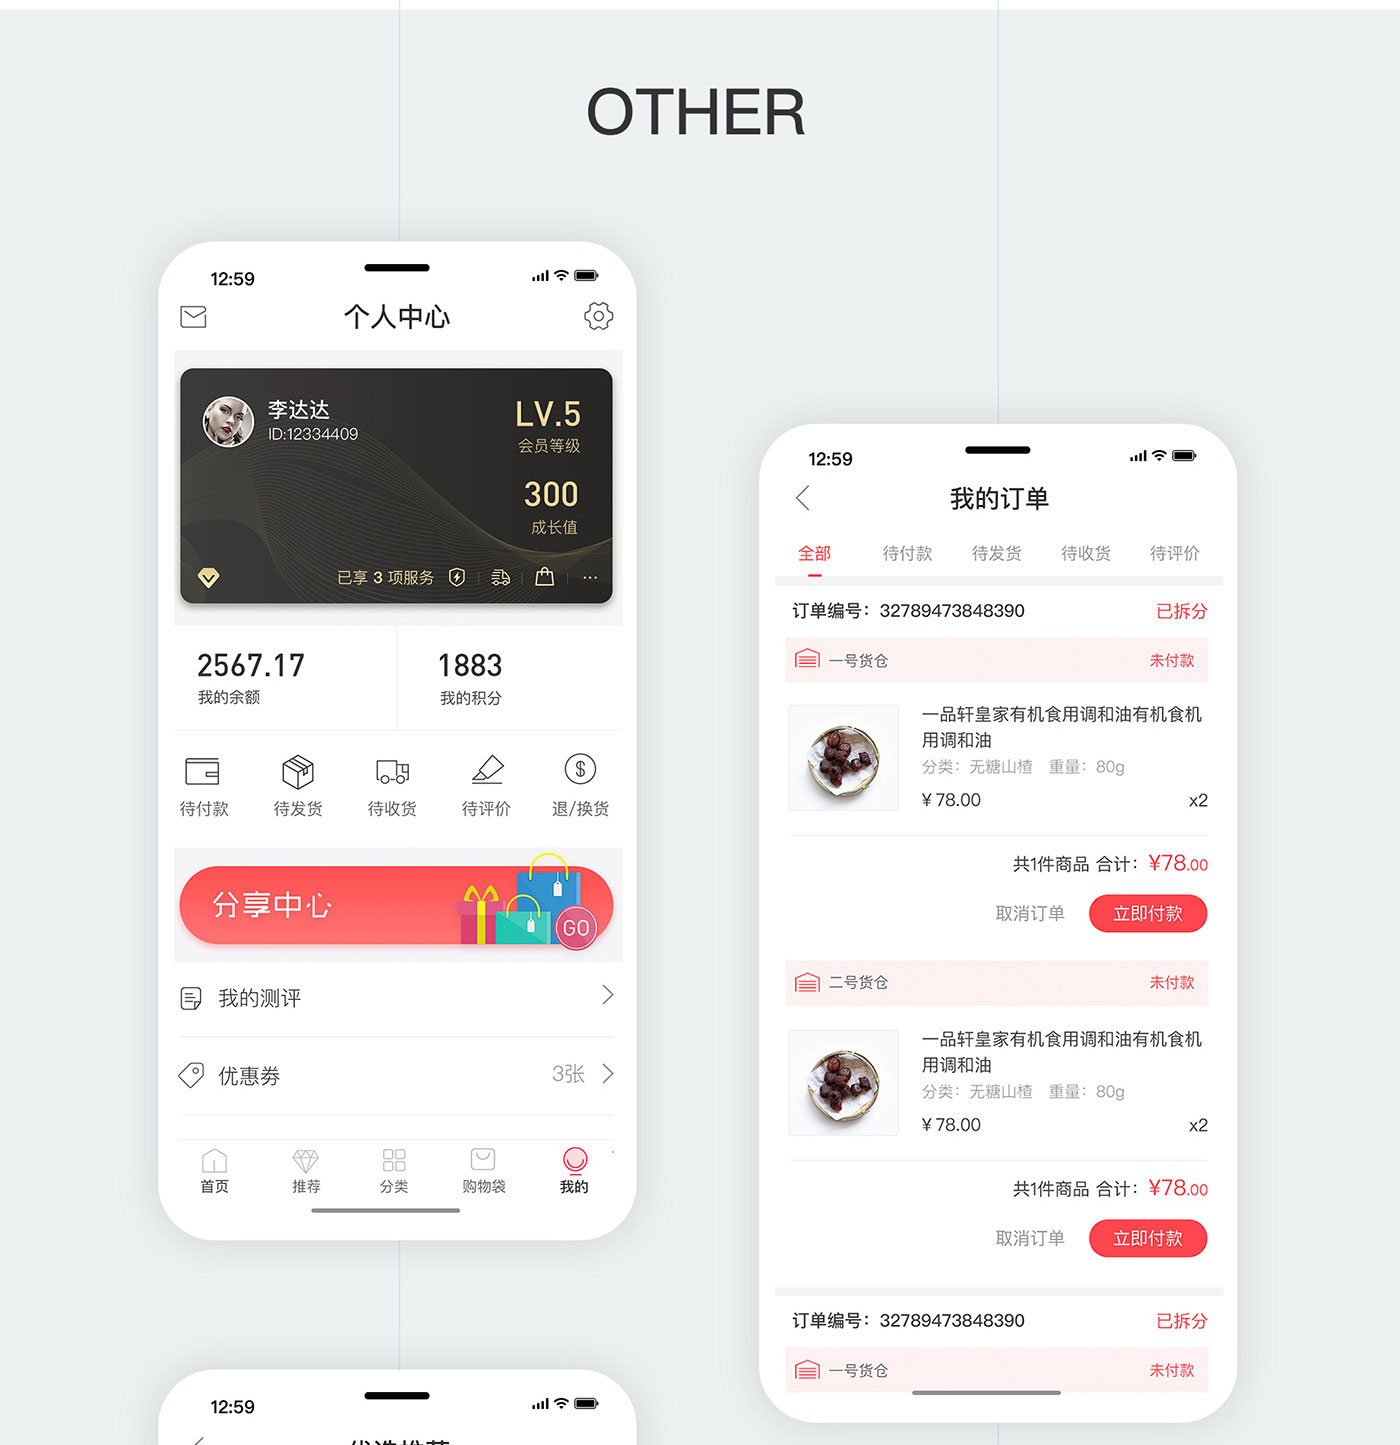 OTHER
12:59
个人中心
李达达
ID:12334409
LV.5
会员等级
300
成长值
已享 3 项服务
2567.17
我的余额
1883
我的积分
待付款 待发货 待收货 待评价 退/换货
分享中心
GO
我的测评
优惠券 3张
首页 推荐 分类 购物袋 我的
12:59
我的订单
全部 待付款 待发货 待收货 待评价
订单编号：32789473848390 已拆分
一号货仓 未付款
一品轩皇家有机食用调和油有机食机
用调和油
分类：无糖山楂 重量：80g
¥ 78.00 x2
共1件商品 合计：¥78.00
取消订单 立即付款
二号货仓 未付款
一品轩皇家有机食用调和油有机食机
用调和油
分类：无糖山楂 重量：80g
¥ 78.00 x2
共1件商品 合计：¥78.00
取消订单 立即付款
订单编号：32789473848390 已拆分
一号货仓 未付款
12:59